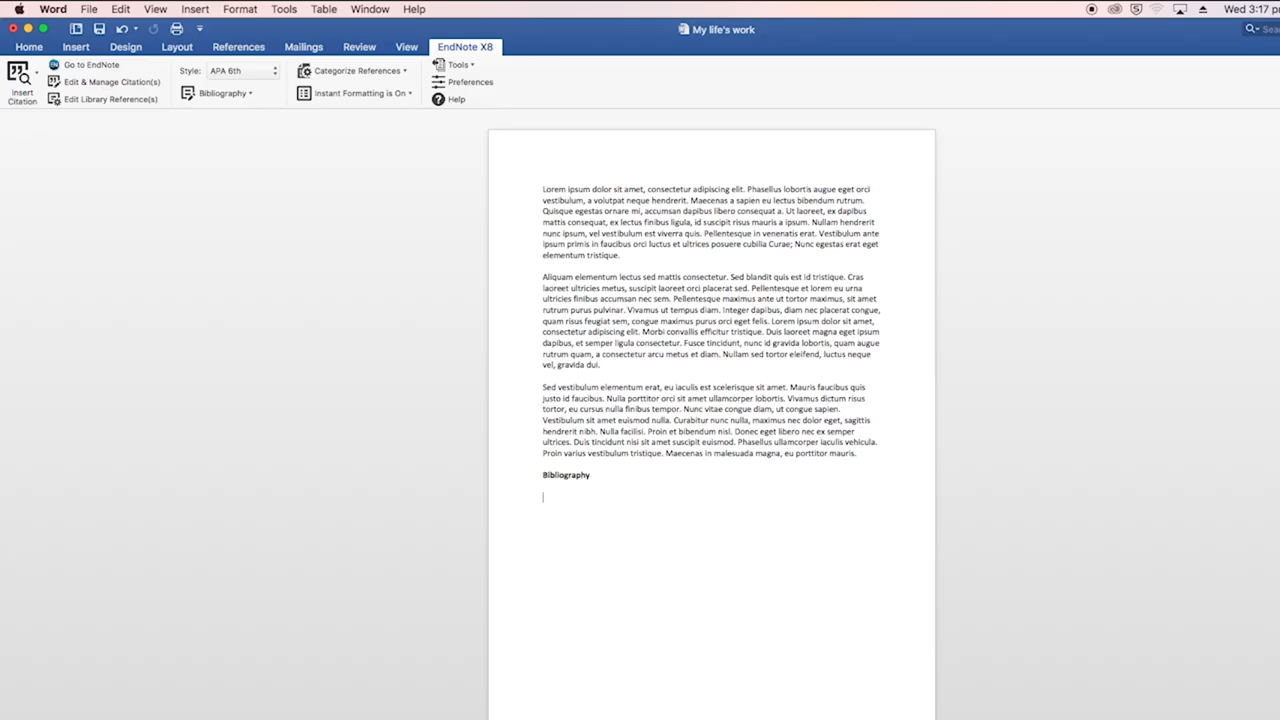 Word File Edit View Insert Format Tools Table Window Help Wed 3:17 p
My life's work
Home Insert Design Layout References Mailings Review View EndNote X8
Insert Citation
Go to EndNote
Edit & Manage Citation(s)
Edit Library Reference(s)
Style: APA 6th
Bibliography
Categorize References
Instant Formatting is On
Tools
Preferences
Help
Lorem ipsum dolor sit amet, consectetur adipiscing elit. Phasellus lobortis augue eget orci
vestibulum, a volutpat neque hendrerit. Maecenas a sapien eu lectus bibendum rutrum.
Quisque egestas ornare mi, accumsan dapibus libero consequat a. Ut laoreet, ex dapibus
mattis consequat, ex lectus finibus ligula, id suscipit risus mauris a ipsum. Nullam hendrerit
nunc ipsum, vel vestibulum est viverra quis. Pellentesque in venenatis erat. Vestibulum ante
ipsum primis in faucibus orci luctus et ultrices posuere cubilia Curae; Nunc egestas erat eget
elementum tristique.
Aliquam elementum lectus sed mattis consectetur. Sed blandit quis est id tristique. Cras
laoreet ultricies metus, suscipit laoreet orci placerat sed. Pellentesque et lorem eu urna
ultricies finibus accumsan nec sem. Pellentesque maximus ante ut tortor maximus, sit amet
rutrum purus pulvinar. Vivamus ut tempus diam. Integer dapibus, diam nec placerat congue,
quam risus feugiat sem, congue maximus purus orci eget felis. Lorem ipsum dolor sit amet,
consectetur adipiscing elit. Morbi convallis efficitur tristique. Duis laoreet magna eget ipsum
dapibus, et semper ligula consectetur. Fusce tincidunt, nunc id gravida lobortis, quam augue
rutrum quam, a consectetur arcu metus et diam. Nullam sed tortor eleifend, luctus neque
vel, gravida dui.
Sed vestibulum elementum erat, eu iaculis est scelerisque sit amet. Mauris faucibus quis
justo id faucibus. Nulla porttitor orci sit amet ullamcorper lobortis. Vivamus dictum risus
tortor, eu cursus nulla finibus tempor. Nunc vitae congue diam, ut congue sapien.
Vestibulum sit amet euismod nulla. Curabitur nunc nulla, maximus nec dolor eget, sagittis
hendrerit nibh. Nulla facilisi. Proin et bibendum nisl. Donec eget libero nec ex semper
ultrices. Duis tincidunt nisi sit amet suscipit euismod. Phasellus ullamcorper iaculis vehicula.
Proin varius vestibulum tristique. Maecenas in malesuada magna, eu porttitor mauris.
Bibliography